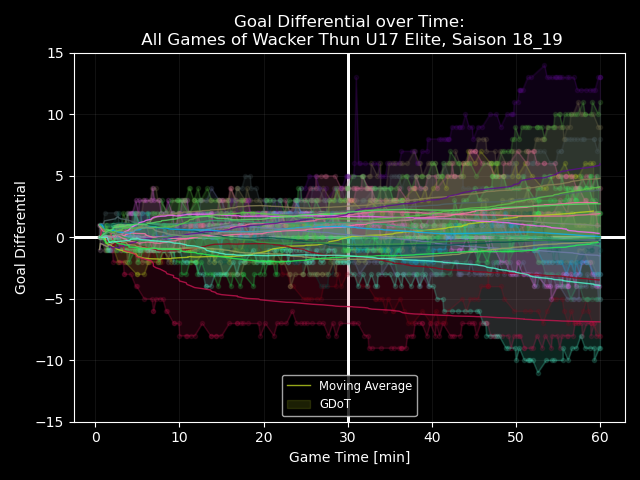 Goal Differential over Time:
All Games of Wacker Thun U17 Elite, Saison 18_19
15
10
5
0
−5
−10
−15
Goal Differential
0 10 20 30 40 50 60
Game Time [min]
Moving Average
GDoT